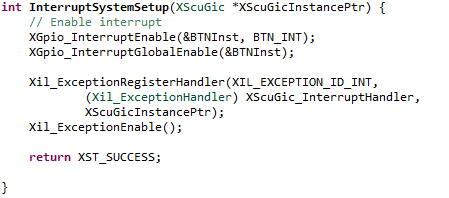 int InterruptSystemSetup(XScuGic *XScuGicInstancePtr) {
// Enable interrupt
XGpio_InterruptEnable(&BTNInst, BTN_INT);
XGpio_InterruptGlobalEnable(&BTNInst);
Xil_ExceptionRegisterHandler(XIL_EXCEPTION_ID_INT,
(Xil_ExceptionHandler) XScuGic_InterruptHandler,
XScuGicInstancePtr);
Xil_ExceptionEnable();
return XST_SUCCESS;
}